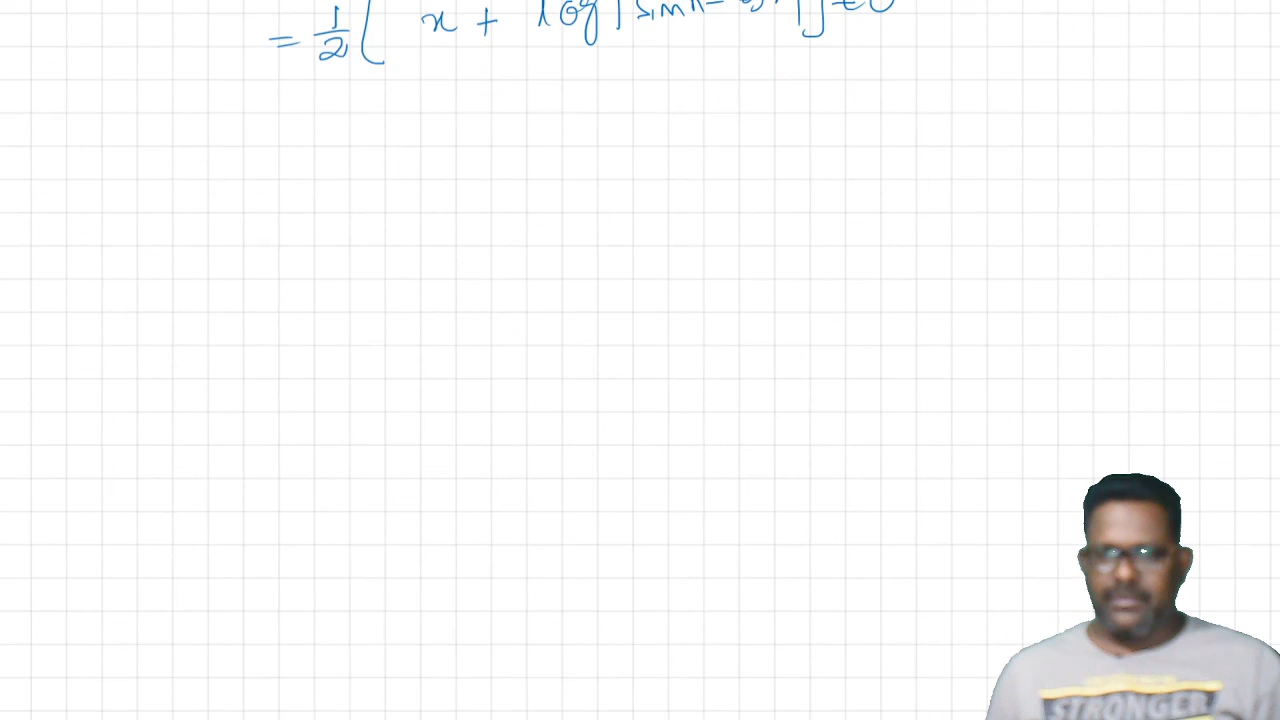 = 1/2 [ x + log | sin x - cos x | ] + C
STRONGER